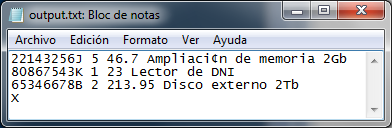 output.txt: Bloc de notas
Archivo Edición Formato Ver Ayuda
22143256J 5 46.7 Ampliaci¢n de memoria 2Gb
80867543K 1 23 Lector de DNI
65346678B 2 213.95 Disco externo 2Tb
X